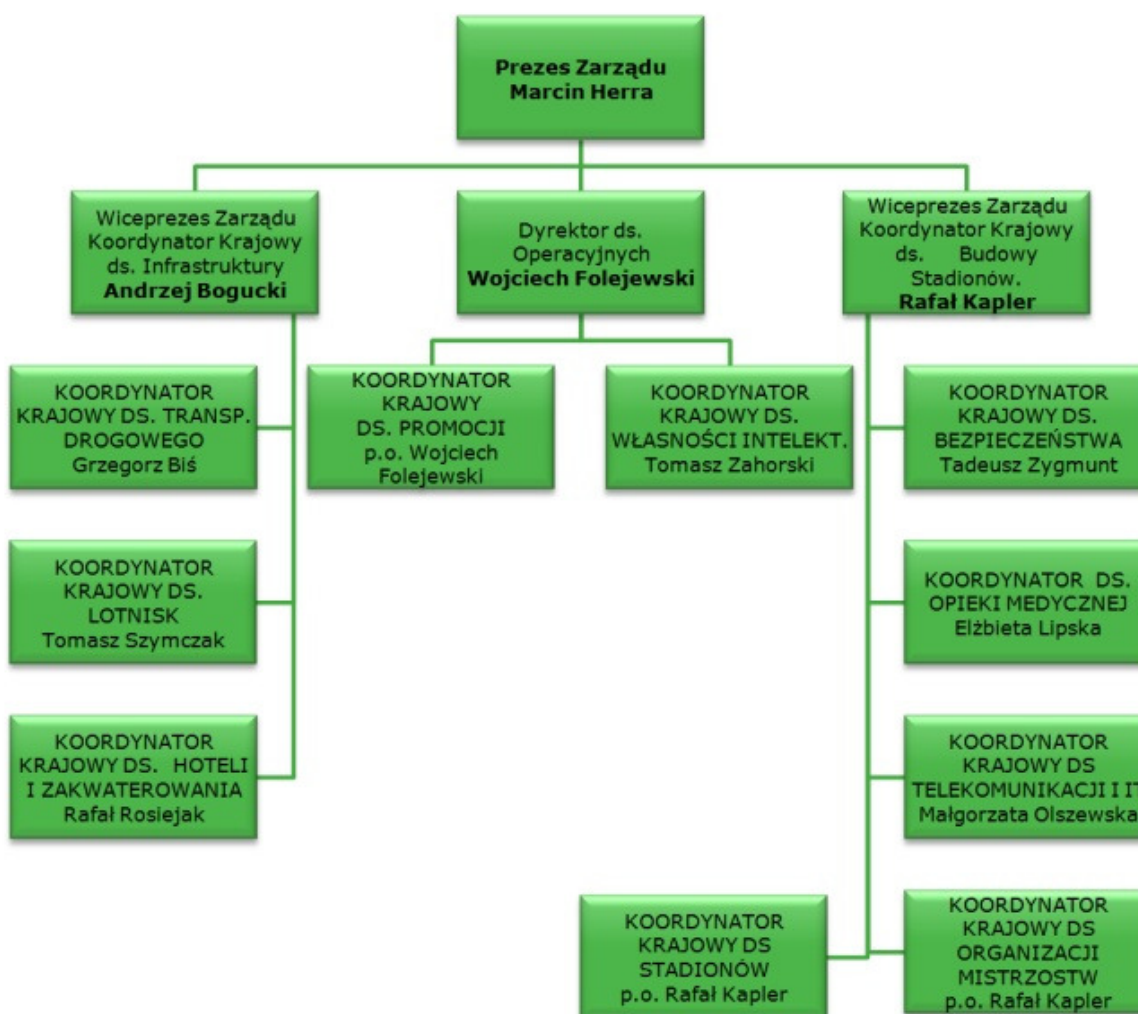 Prezes Zarządu
Marcin Herra
Wiceprezes Zarządu
Koordynator Krajowy
ds. Infrastruktury
Andrzej Bogucki
Dyrektor ds.
Operacyjnych
Wojciech Folejewski
Wiceprezes Zarządu
Koordynator Krajowy
ds. Budowy
Stadionów.
Rafał Kapler
KOORDYNATOR
KRAJOWY DS. TRANSP.
DROGOWEGO
Grzegorz Biś
KOORDYNATOR
KRAJOWY
DS. PROMOCJI
p.o. Wojciech
Folejewski
KOORDYNATOR
KRAJOWY DS.
WŁASNOŚCI INTELEKT.
Tomasz Zahorski
KOORDYNATOR
KRAJOWY DS.
BEZPIECZEŃSTWA
Tadeusz Zygmunt
KOORDYNATOR
KRAJOWY DS.
LOTNISK
Tomasz Szymczak
KOORDYNATOR DS.
OPIEKI MEDYCZNEJ
Elżbieta Lipska
KOORDYNATOR
KRAJOWY DS. HOTELI
I ZAKWATEROWANIA
Rafał Rosiejak
KOORDYNATOR
KRAJOWY DS
TELEKOMUNIKACJI I IT
Małgorzata Olszewska
KOORDYNATOR
KRAJOWY DS
STADIONÓW
p.o. Rafał Kapler
KOORDYNATOR
KRAJOWY DS
ORGANIZACJI
MISTRZOSTW
p.o. Rafał Kapler